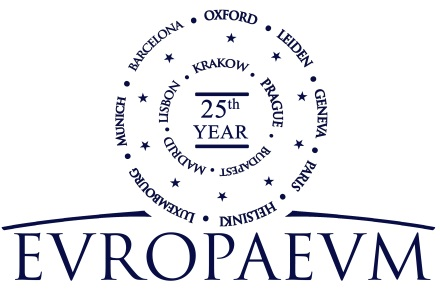 OXFORD • LEIDEN • GENEVA • PARIS • HELSINKI • LUXEMBOURG • MUNICH • BARCELONA •
KRAKOW • PRAGUE • BUDAPEST • MADRID • LISBON •
25th
YEAR
EVROPAEVM